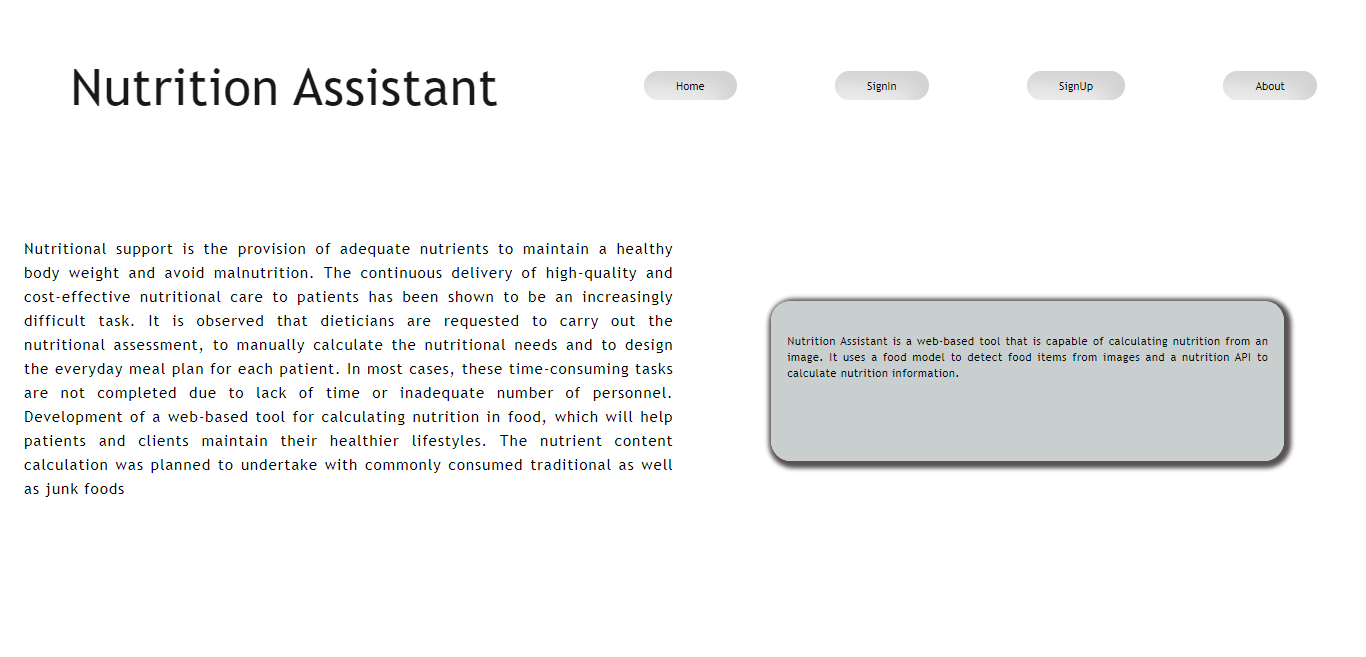 Nutrition Assistant
Home
SignIn
SignUp
About
Nutritional support is the provision of adequate nutrients to maintain a healthy
body weight and avoid malnutrition. The continuous delivery of high-quality and
cost-effective nutritional care to patients has been shown to be an increasingly
difficult task. It is observed that dieticians are requested to carry out the
nutritional assessment, to manually calculate the nutritional needs and to design
the everyday meal plan for each patient. In most cases, these time-consuming tasks
are not completed due to lack of time or inadequate number of personnel.
Development of a web-based tool for calculating nutrition in food, which will help
patients and clients maintain their healthier lifestyles. The nutrient content
calculation was planned to undertake with commonly consumed traditional as well
as junk foods
Nutrition Assistant is a web-based tool that is capable of calculating nutrition from an
image. It uses a food model to detect food items from images and a nutrition API to
calculate nutrition information.